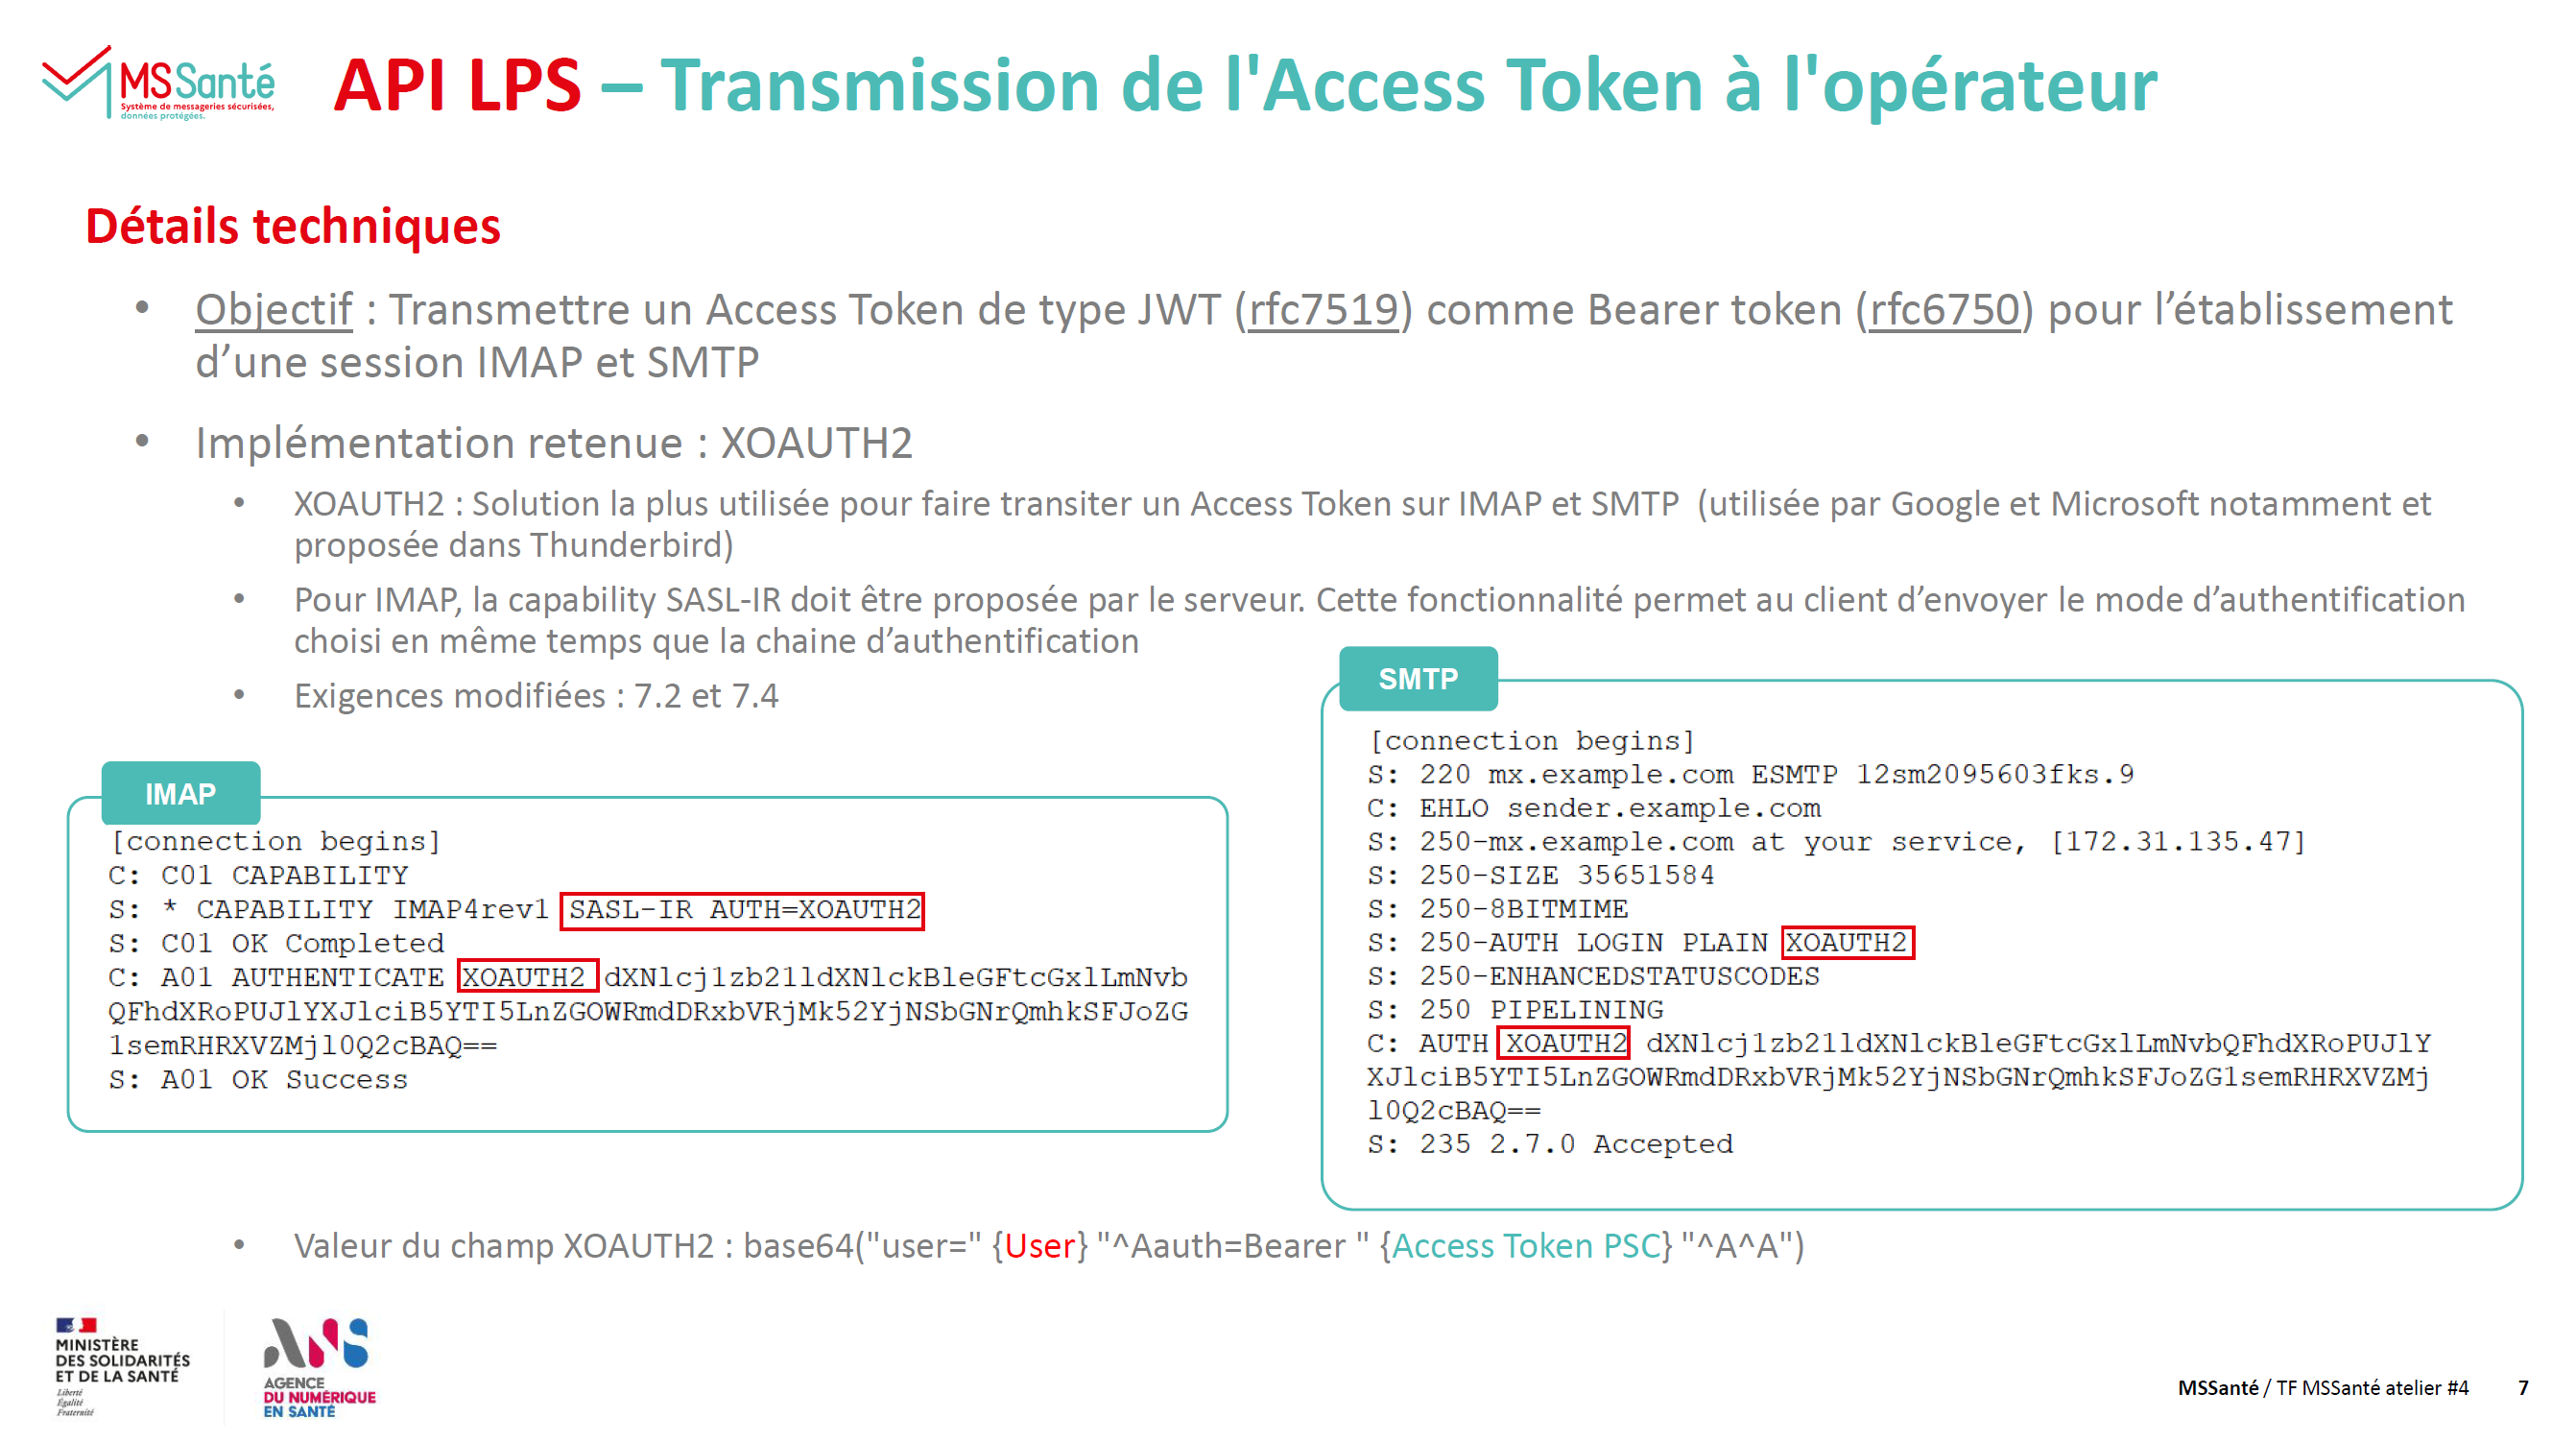 MSSanté
Système de messageries sécurisées,
données protégées.
API LPS – Transmission de l'Access Token à l'opérateur
Détails techniques
• Objectif : Transmettre un Access Token de type JWT (rfc7519) comme Bearer token (rfc6750) pour l’établissement
d’une session IMAP et SMTP
• Implémentation retenue : XOAUTH2
• XOAUTH2 : Solution la plus utilisée pour faire transiter un Access Token sur IMAP et SMTP (utilisée par Google et Microsoft notamment et
proposée dans Thunderbird)
• Pour IMAP, la capability SASL-IR doit être proposée par le serveur. Cette fonctionnalité permet au client d’envoyer le mode d’authentification
choisi en même temps que la chaine d’authentification
• Exigences modifiées : 7.2 et 7.4
IMAP
[connection begins]
C: C01 CAPABILITY
S: * CAPABILITY IMAP4rev1 SASL-IR AUTH=XOAUTH2
S: C01 OK Completed
C: A01 AUTHENTICATE XOAUTH2 dXNlcj1zb21ldXNlckBleGFtcGxlLmNvb
QFhdXRoPUJlYXJlciB5YTI5LnZGOWRmdDRxbVRjMk52YjNSbGNrQmhkSFJoZG
1semRHRXVZMjl0Q2cBAQ==
S: A01 OK Success
SMTP
[connection begins]
S: 220 mx.example.com ESMTP 12sm2095603fks.9
C: EHLO sender.example.com
S: 250-mx.example.com at your service, [172.31.135.47]
S: 250-SIZE 35651584
S: 250-8BITMIME
S: 250-AUTH LOGIN PLAIN XOAUTH2
S: 250-ENHANCEDSTATUSCODES
S: 250 PIPELINING
C: AUTH XOAUTH2 dXNlcj1zb21ldXNlckBleGFtcGxlLmNvbQFhdXRoPUJlY
XJlciB5YTI5LnZGOWRmdDRxbVRjMk52YjNSbGNrQmhkSFJoZG1semRHRXVZMj
l0Q2cBAQ==
S: 235 2.7.0 Accepted
• Valeur du champ XOAUTH2 : base64("user=" {User} "^Aauth=Bearer " {Access Token PSC} "^A^A")
MINISTÈRE
DES SOLIDARITÉS
ET DE LA SANTÉ
Liberté
Égalité
Fraternité
ANS
AGENCE
DU NUMÉRIQUE
EN SANTÉ
MSSanté / TF MSSanté atelier #4 7